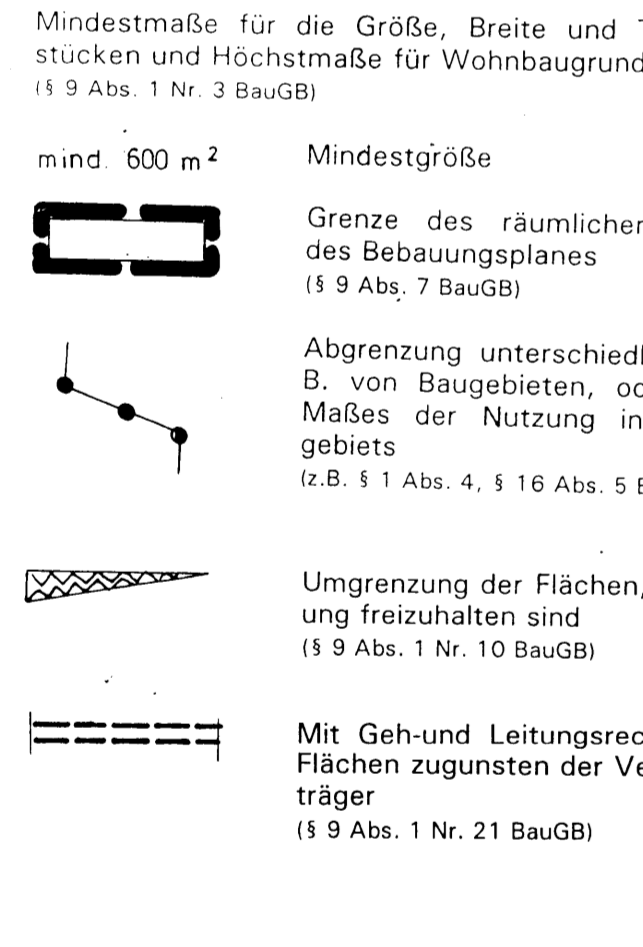 Mindestmaße für die Größe, Breite und
stücken und Höchstmaße für Wohnbaugrund
(§ 9 Abs. 1 Nr. 3 BauGB)
mind. 600 m² Mindestgröße
Grenze des räumlichen
des Bebauungsplanes
(§ 9 Abs. 7 BauGB)
Abgrenzung unterschiedl
B. von Baugebieten, od
Maßes der Nutzung in
gebiets
(z.B. § 1 Abs. 4, § 16 Abs. 5 B
Umgrenzung der Flächen,
ung freizuhalten sind
(§ 9 Abs. 1 Nr. 10 BauGB)
Mit Geh-und Leitungsrec
Flächen zugunsten der Ve
träger
(§ 9 Abs. 1 Nr. 21 BauGB)